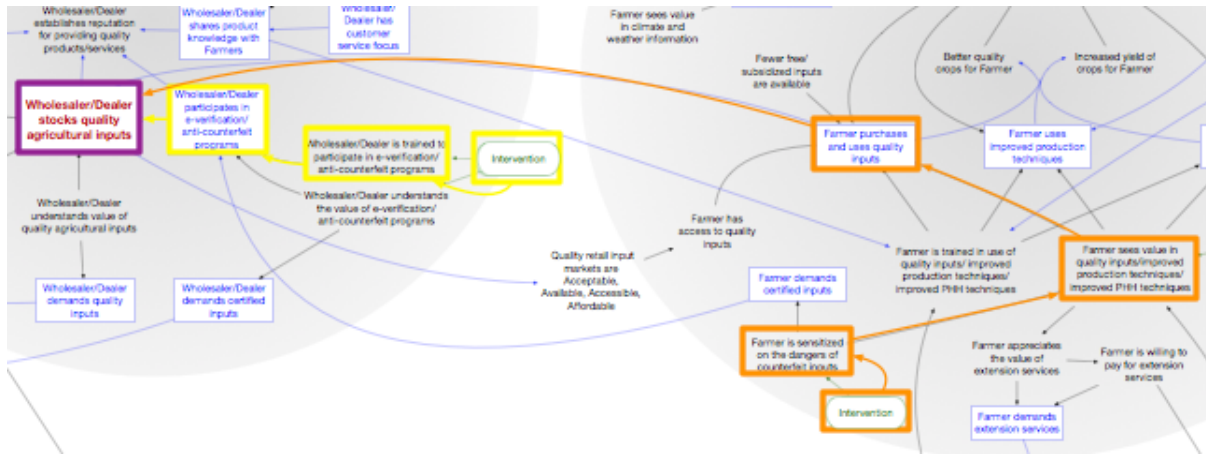 Wholesaler/Dealer
establishes reputation
for providing quality
products/services
Wholesaler/Dealer
shares product
knowledge with
Farmers
Wholesaler/
Dealer has
customer
service focus
Wholesaler/Dealer
stocks quality
agricultural inputs
Wholesaler/Dealer
participates in
e-verification/
anti-counterfeit
programs
Wholesaler/Dealer is trained to
participate in e-verification/
anti-counterfeit programs
Intervention
Wholesaler/Dealer understands
the value of e-verification/
anti-counterfeit programs
Wholesaler/Dealer
understands value of
quality agricultural inputs
Wholesaler/Dealer
demands quality
inputs
Wholesaler/Dealer
demands certified
inputs
Quality retail input
markets are
Acceptable,
Available, Accessible,
Affordable
Farmer sees value
in climate and
weather information
Fewer free/
subsidized inputs
are available
Better quality
crops for Farmer
Increased yield of
crops for Farmer
Farmer purchases
and uses quality
inputs
Farmer uses
improved production
techniques
Farmer has
access to quality
inputs
Farmer is trained in use of
quality inputs/ improved
production techniques/
improved PHH techniques
Farmer sees value in
quality inputs/improved
production techniques/
improved PHH techniques
Farmer demands
certified inputs
Farmer is sensitized
on the dangers of
counterfeit inputs
Intervention
Farmer appreciates
the value of
extension services
Farmer is willing to
pay for extension
services
Farmer demands
extension services